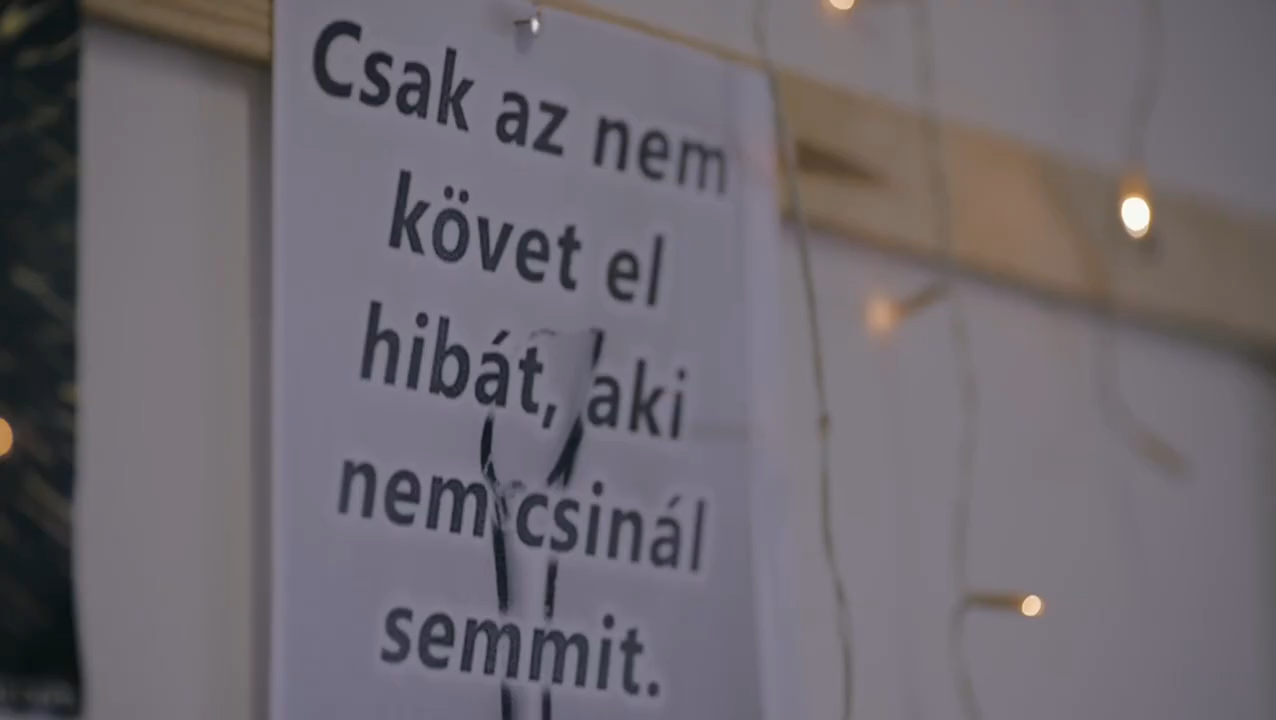 Csak az nem
követ el
hibát, aki
nem csinál
semmit.